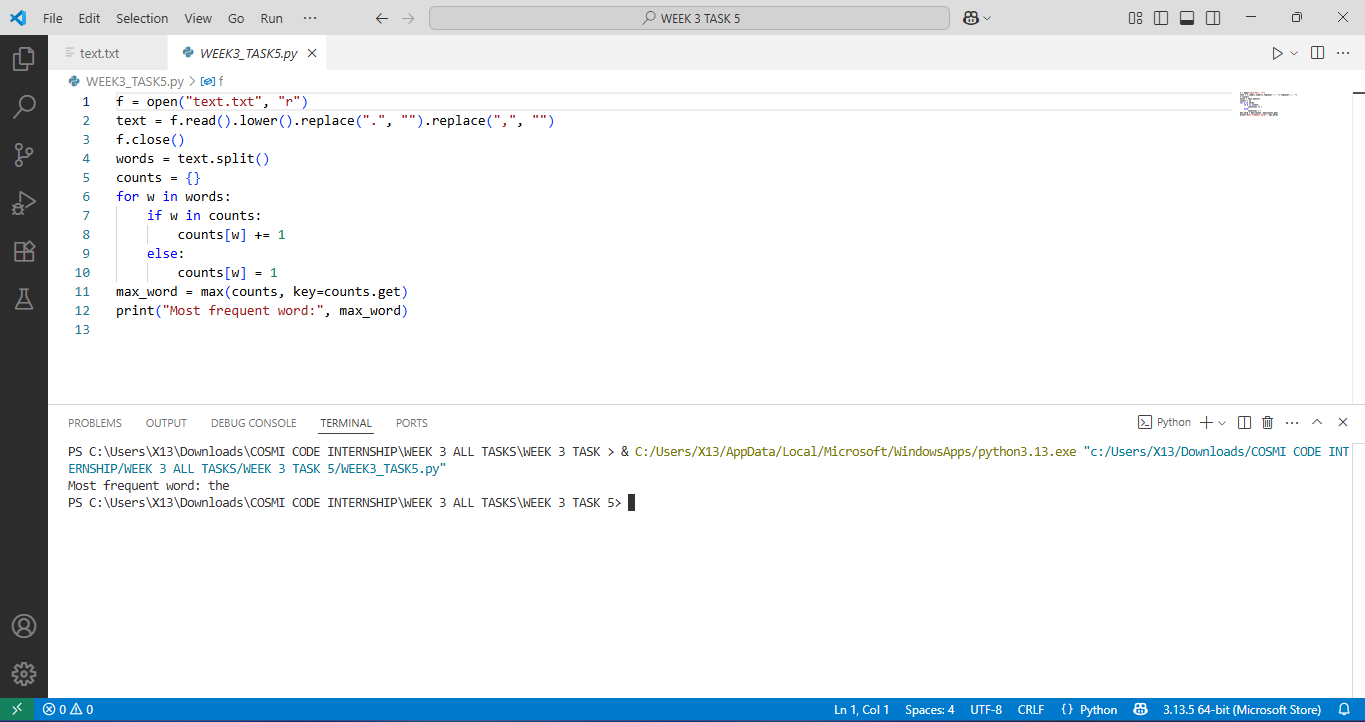 File Edit Selection View Go Run ···
WEEK 3 TASK 5
text.txt
WEEK3_TASK5.py
WEEK3_TASK5.py > f
1 f = open("text.txt", "r")
2 text = f.read().lower().replace(".", "").replace(",", "")
3 f.close()
4 words = text.split()
5 counts = {}
6 for w in words:
7     if w in counts:
8         counts[w] += 1
9     else:
10         counts[w] = 1
11 max_word = max(counts, key=counts.get)
12 print("Most frequent word:", max_word)
13
PROBLEMS OUTPUT DEBUG CONSOLE TERMINAL PORTS
Python
PS C:\Users\X13\Downloads\COSMI CODE INTERNSHIP\WEEK 3 ALL TASKS\WEEK 3 TASK > & C:/Users/X13/AppData/Local/Microsoft/WindowsApps/python3.13.exe "c:/Users/X13/Downloads/COSMI CODE INT
ERNSHIP/WEEK 3 ALL TASKS/WEEK 3 TASK 5/WEEK3_TASK5.py"
Most frequent word: the
PS C:\Users\X13\Downloads\COSMI CODE INTERNSHIP\WEEK 3 ALL TASKS\WEEK 3 TASK 5>
0 0 Ln 1, Col 1 Spaces: 4 UTF-8 CRLF {} Python 3.13.5 64-bit (Microsoft Store)